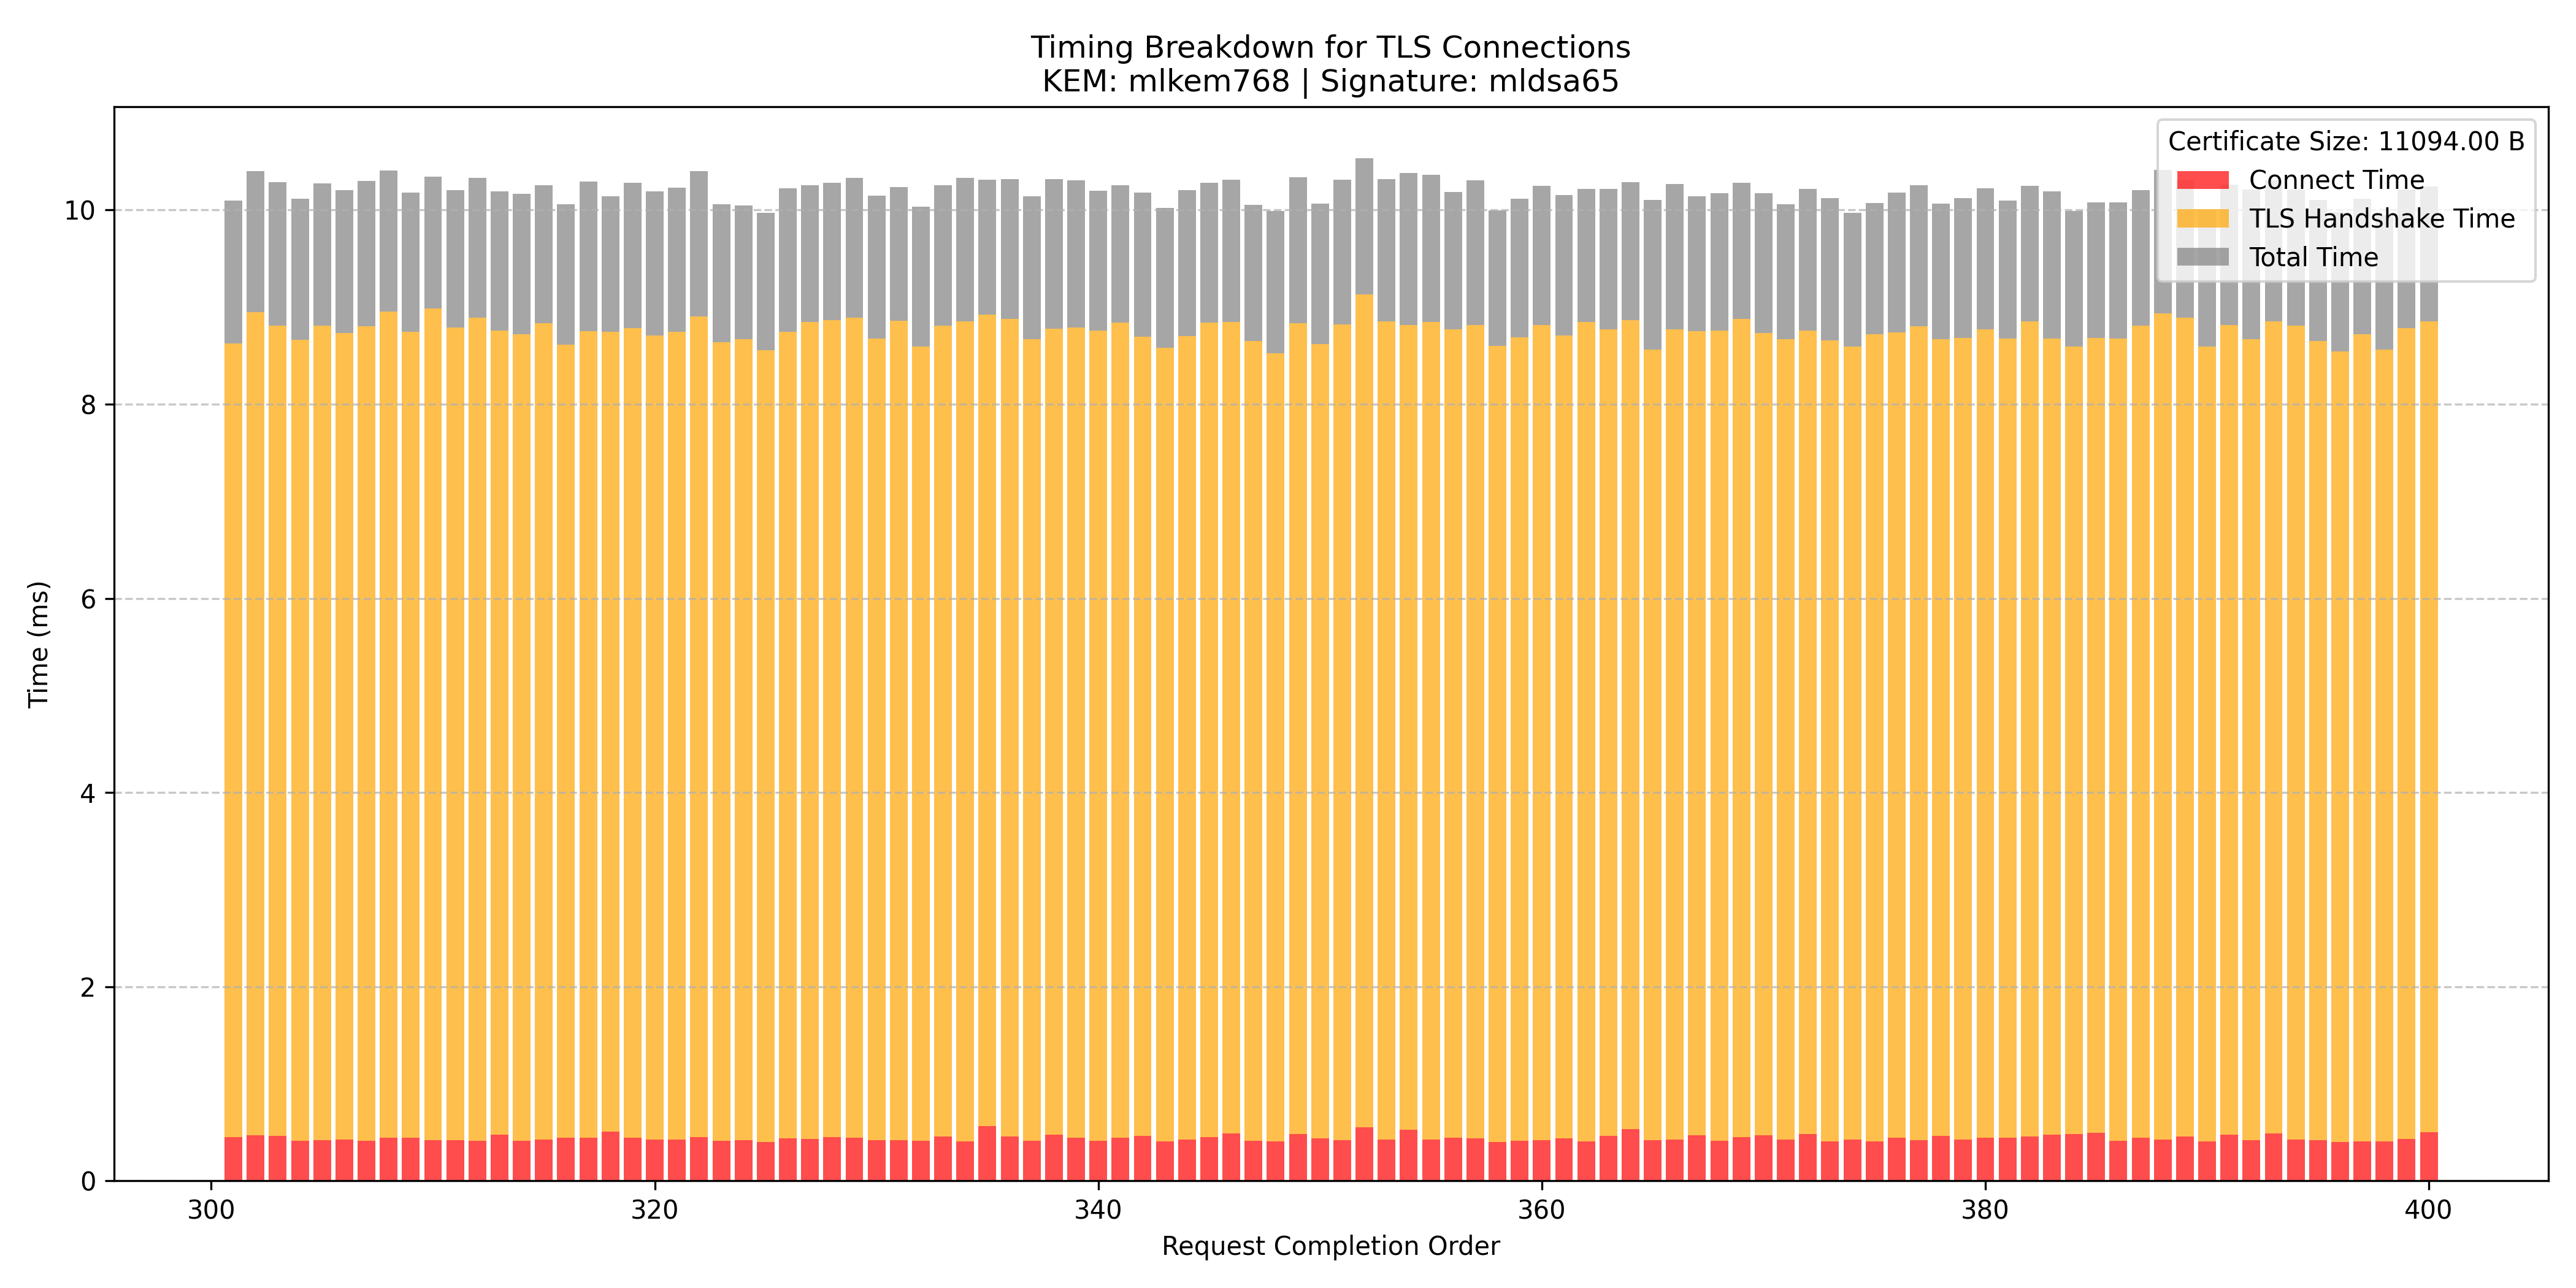 Timing Breakdown for TLS Connections
KEM: mlkem768 | Signature: mldsa65
Certificate Size: 11094.00 B
Connect Time
TLS Handshake Time
Total Time
Time (ms)
10
8
6
4
2
0
300 320 340 360 380 400
Request Completion Order